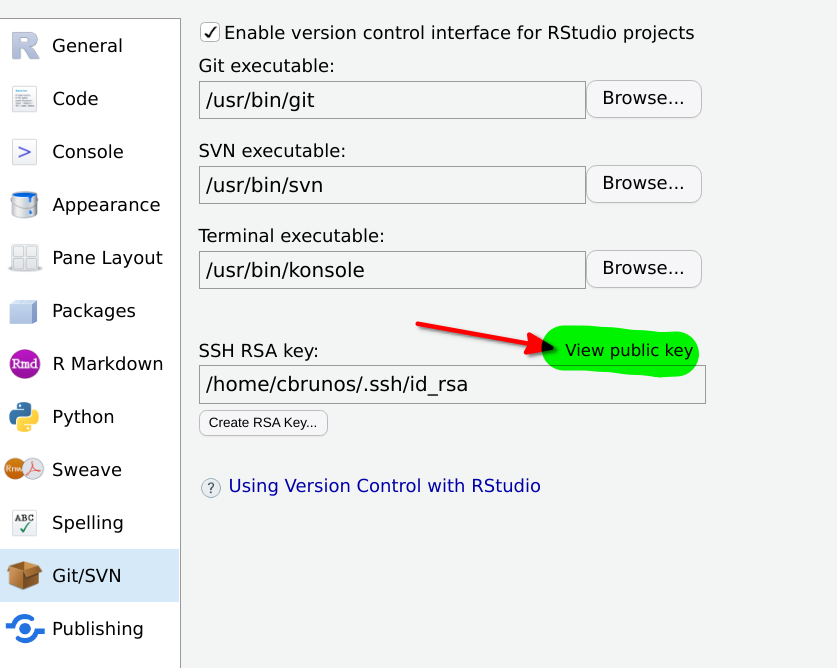 General
Code
Console
Appearance
Pane Layout
Packages
Rmd R Markdown
Python
Rnw Sweave
ABC Spelling
Git/SVN
Publishing
Enable version control interface for RStudio projects
Git executable:
/usr/bin/git Browse...
SVN executable:
/usr/bin/svn Browse...
Terminal executable:
/usr/bin/konsole Browse...
SSH RSA key: View public key
/home/cbrunos/.ssh/id_rsa
Create RSA Key...
? Using Version Control with RStudio